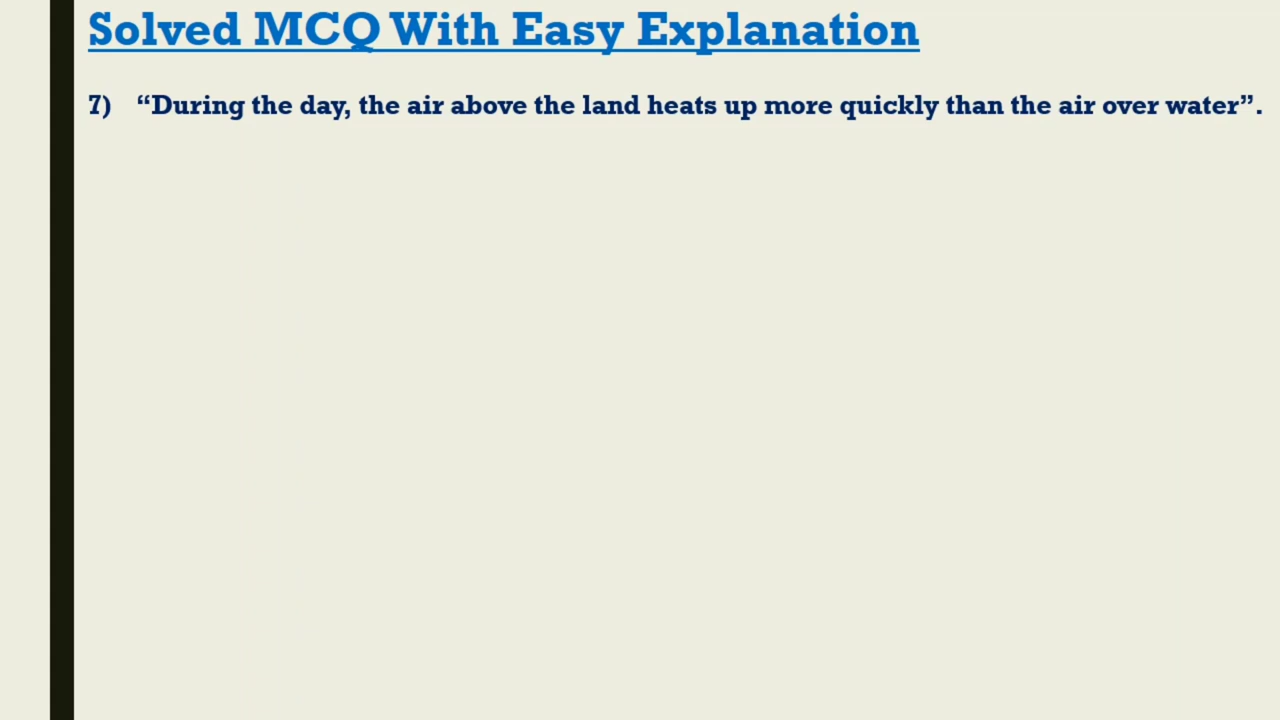 Solved MCQ With Easy Explanation
7) “During the day, the air above the land heats up more quickly than the air over water”.